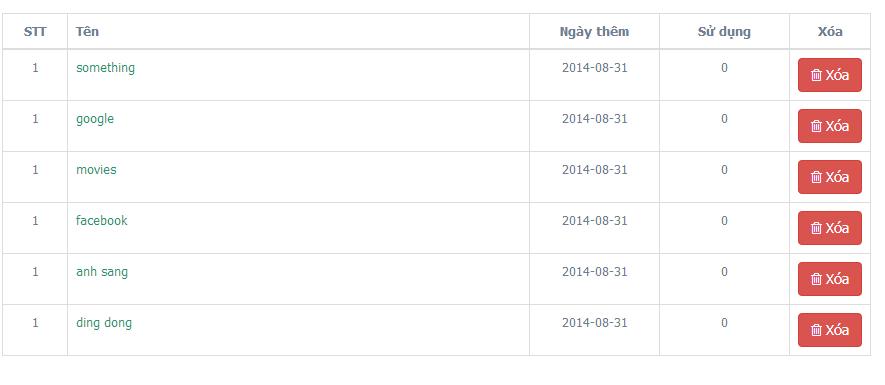 STT Tên Ngày thêm Sử dụng Xóa
1 something 2014-08-31 0 Xóa
1 google 2014-08-31 0 Xóa
1 movies 2014-08-31 0 Xóa
1 facebook 2014-08-31 0 Xóa
1 anh sang 2014-08-31 0 Xóa
1 ding dong 2014-08-31 0 Xóa